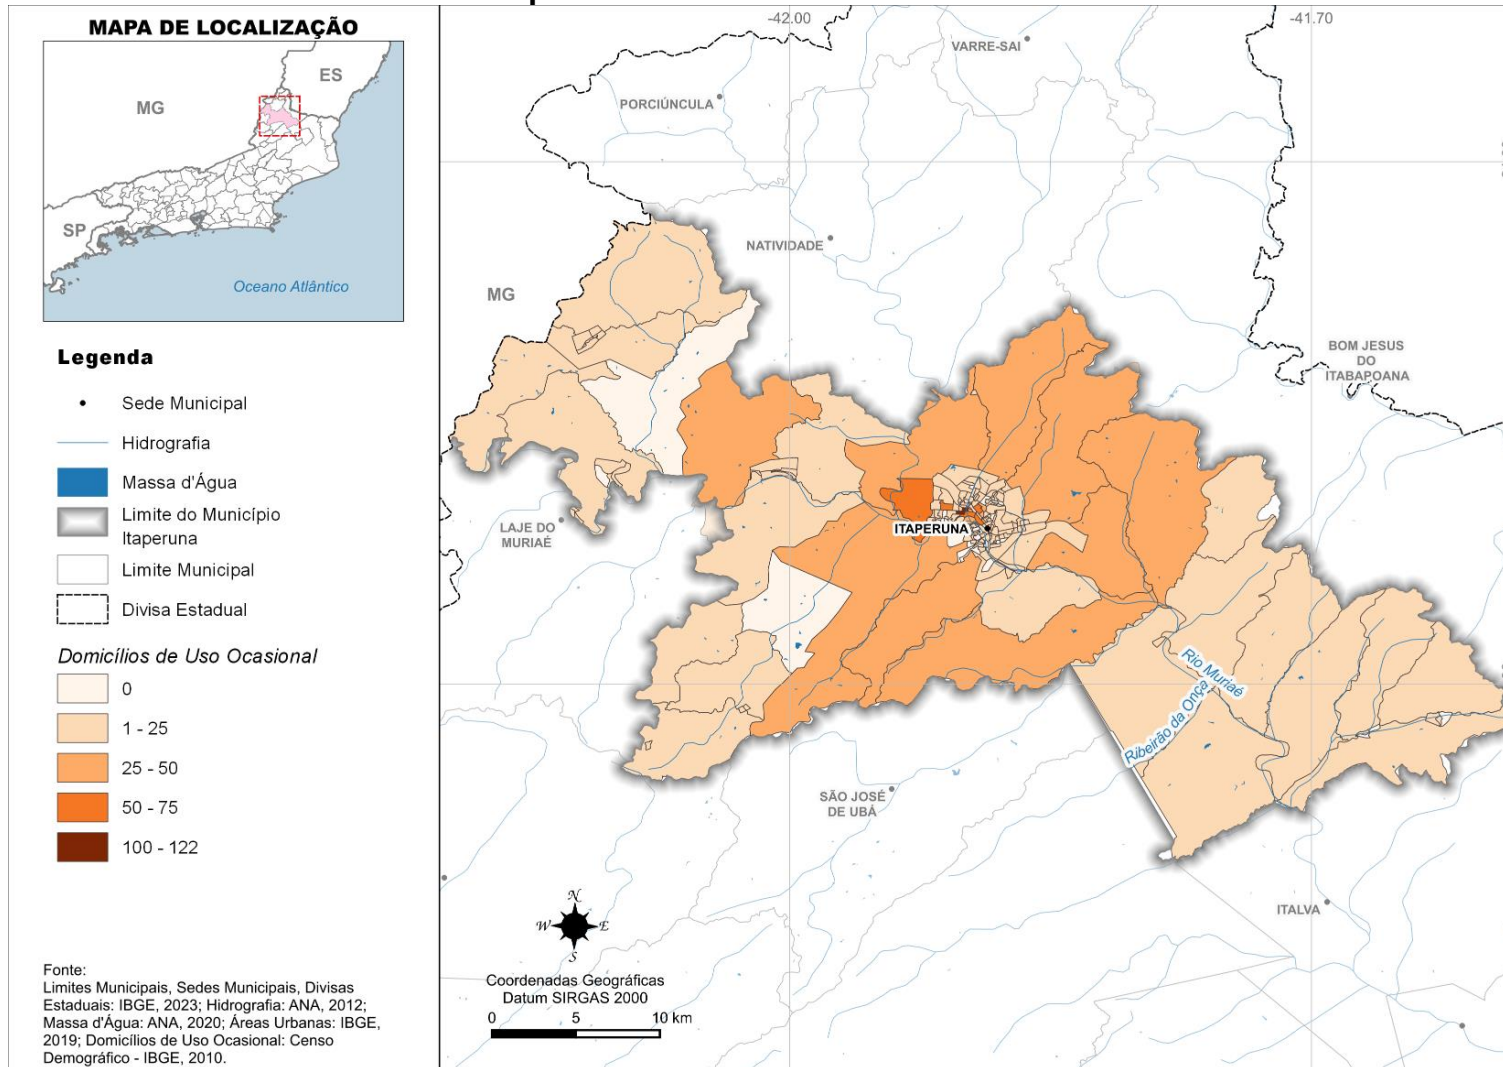 MAPA DE LOCALIZAÇÃO
MG
ES
SP
Oceano Atlântico
Legenda
Sede Municipal
Hidrografia
Massa d'Água
Limite do Município
Itaperuna
Limite Municipal
Divisa Estadual
Domicílios de Uso Ocasional
0
1 - 25
25 - 50
50 - 75
100 - 122
Fonte:
Limites Municipais, Sedes Municipais, Divisas
Estaduais: IBGE, 2023; Hidrografia: ANA, 2012;
Massa d'Água: ANA, 2020; Áreas Urbanas: IBGE,
2019; Domicílios de Uso Ocasional: Censo
Demográfico - IBGE, 2010.
-42.00
-41.70
VARRE-SAI
PORCIÚNCULA
NATIVIDADE
MG
BOM JESUS
DO
ITABAPOANA
LAJE DO
MURIAÉ
ITAPERUNA
Rio Muriaé
Ribeirão da Onça
SÃO JOSÉ
DE UBÁ
ITALVA
N
W
E
S
Coordenadas Geográficas
Datum SIRGAS 2000
0 5 10 km